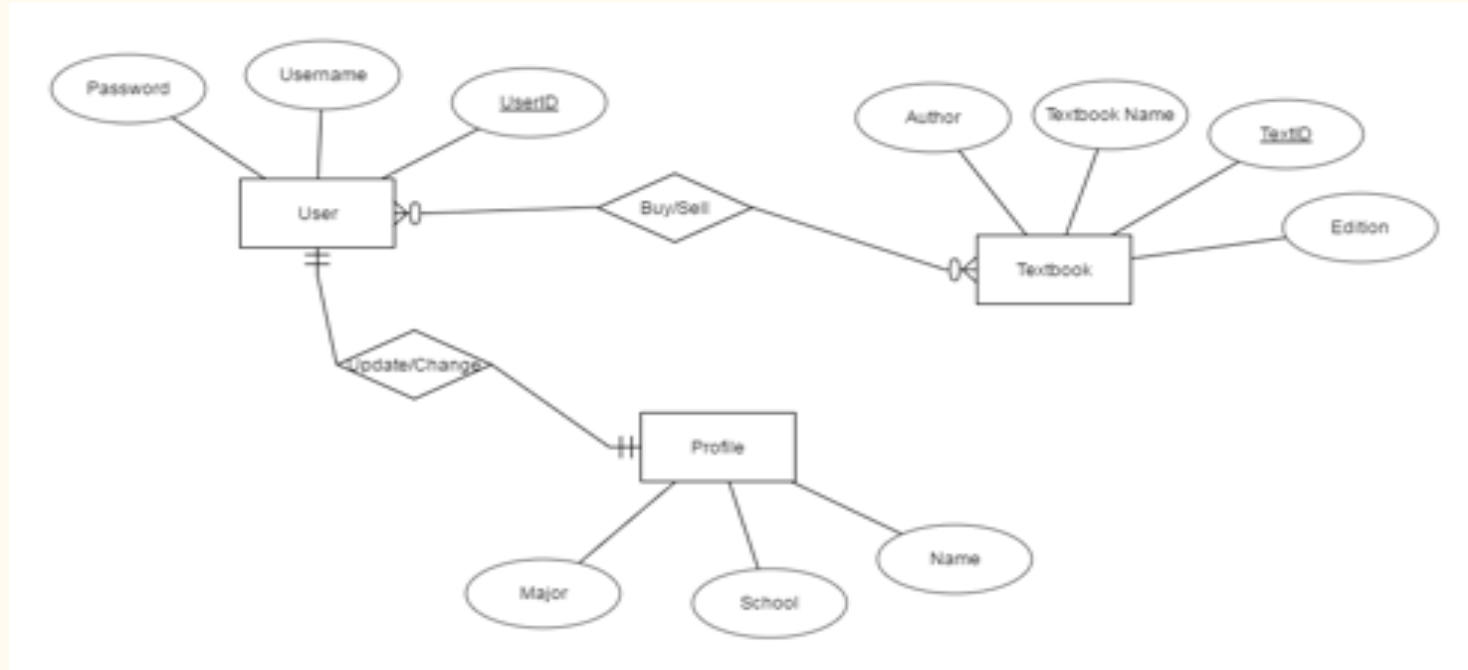 Password
Username
UserID
Author
Textbook Name
TextID
Edition
User
Buy/Sell
Textbook
Update/Change
Profile
Major
School
Name